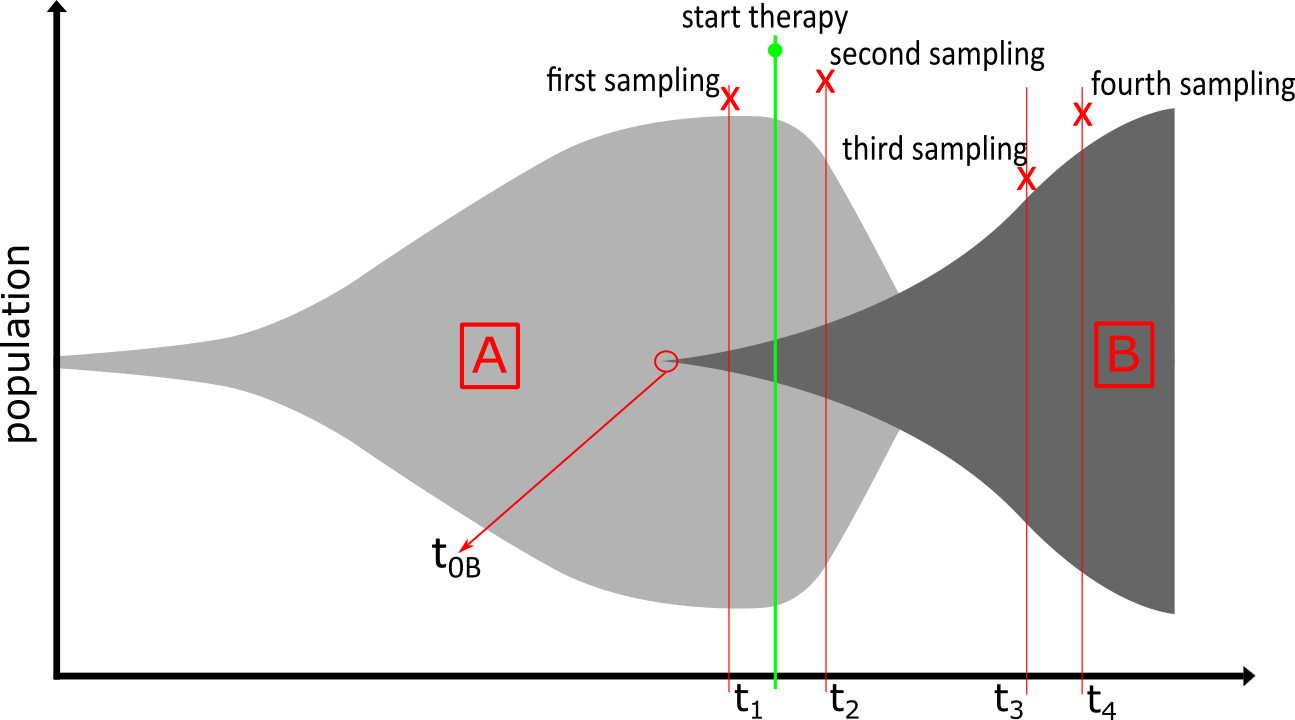 start therapy
second sampling
first sampling
fourth sampling
third sampling
population
A
B
t0B
t1
t2
t3
t4